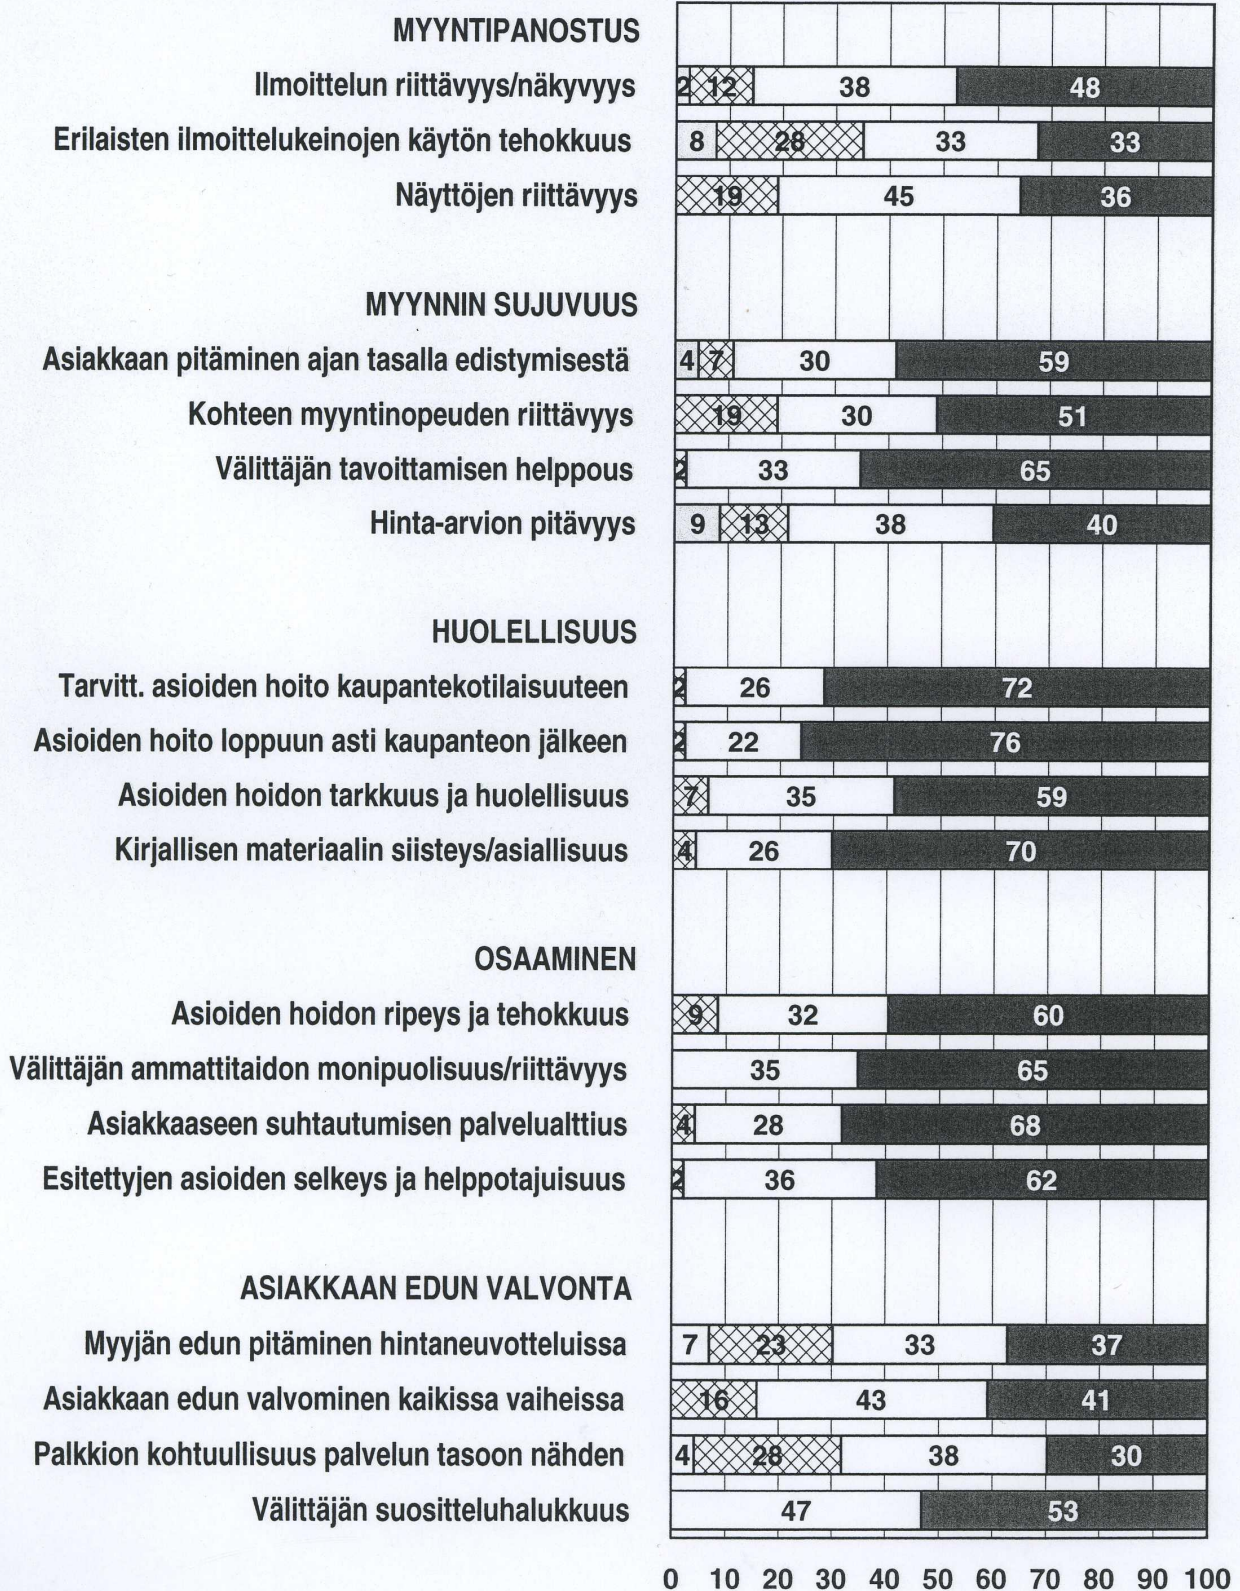 MYYNTIPANOSTUS
Ilmoittelun riittävyys/näkyvyys 2 12 38 48
Erilaisten ilmoittelukeinojen käytön tehokkuus 8 28 33 33
Näyttöjen riittävyys 19 45 36
MYYNNIN SUJUVUUS
Asiakkaan pitäminen ajan tasalla edistymisestä 4 7 30 59
Kohteen myyntinopeuden riittävyys 19 30 51
Välittäjän tavoittamisen helppous 2 33 65
Hinta-arvion pitävyys 9 13 38 40
HUOLELLISUUS
Tarvitt. asioiden hoito kaupantekotilaisuuteen 2 26 72
Asioiden hoito loppuun asti kaupanteon jälkeen 2 22 76
Asioiden hoidon tarkkuus ja huolellisuus 7 35 59
Kirjallisen materiaalin siisteys/asiallisuus 4 26 70
OSAAMINEN
Asioiden hoidon ripeys ja tehokkuus 9 32 60
Välittäjän ammattitaidon monipuolisuus/riittävyys 35 65
Asiakkaaseen suhtautumisen palvelualttius 4 28 68
Esitettyjen asioiden selkeys ja helppotajuisuus 2 36 62
ASIAKKAAN EDUN VALVONTA
Myyjän edun pitäminen hintaneuvotteluissa 7 23 33 37
Asiakkaan edun valvominen kaikissa vaiheissa 16 43 41
Palkkion kohtuullisuus palvelun tasoon nähden 4 28 38 30
Välittäjän suositteluhalukkuus 47 53
0 10 20 30 40 50 60 70 80 90 100